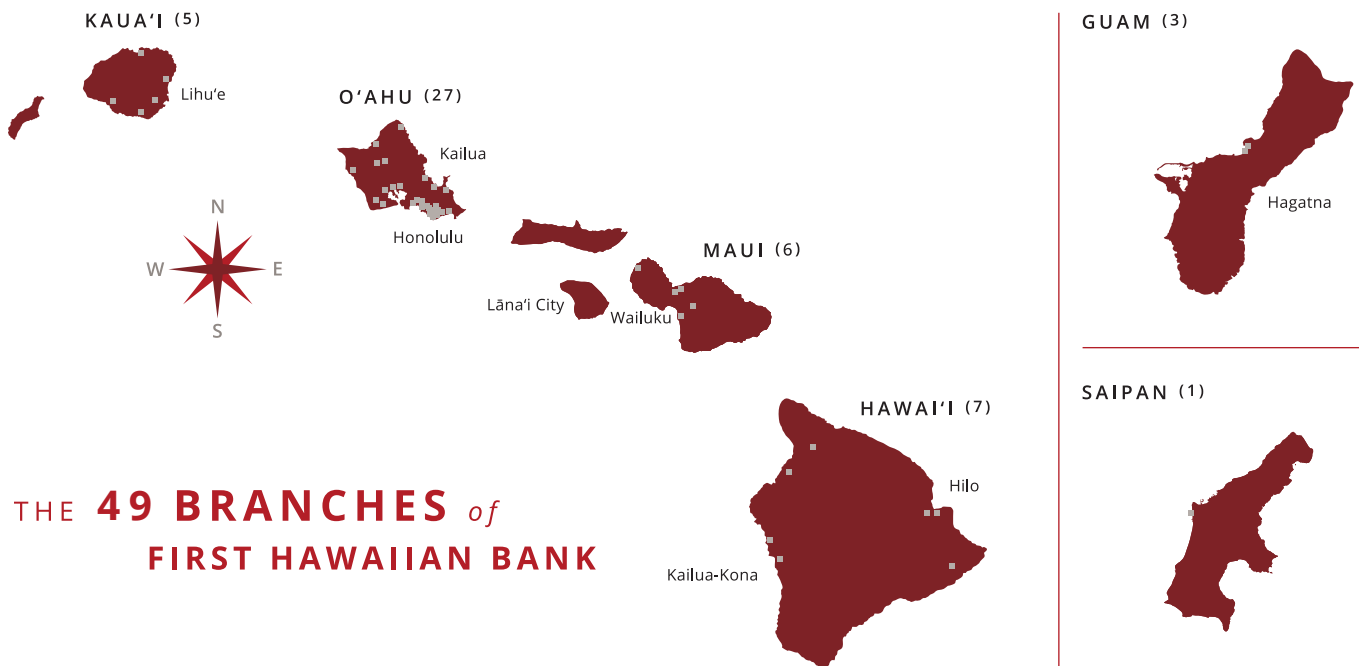 KAUA‘I (5)
Lihu‘e
O‘AHU (27)
Kailua
Honolulu
N
W E
S
MAUI (6)
Lāna‘i City
Wailuku
HAWAI‘I (7)
Hilo
Kailua-Kona
THE 49 BRANCHES of
FIRST HAWAIIAN BANK
GUAM (3)
Hagatna
SAIPAN (1)